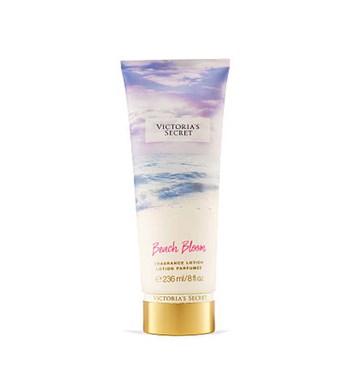 VICTORIA'S
SECRET
Beach Bloom
FRAGRANCE LOTION
LOTION PARFUMÉE
℮ 236 ml/8 fl oz
VICTORIA'S SECRET